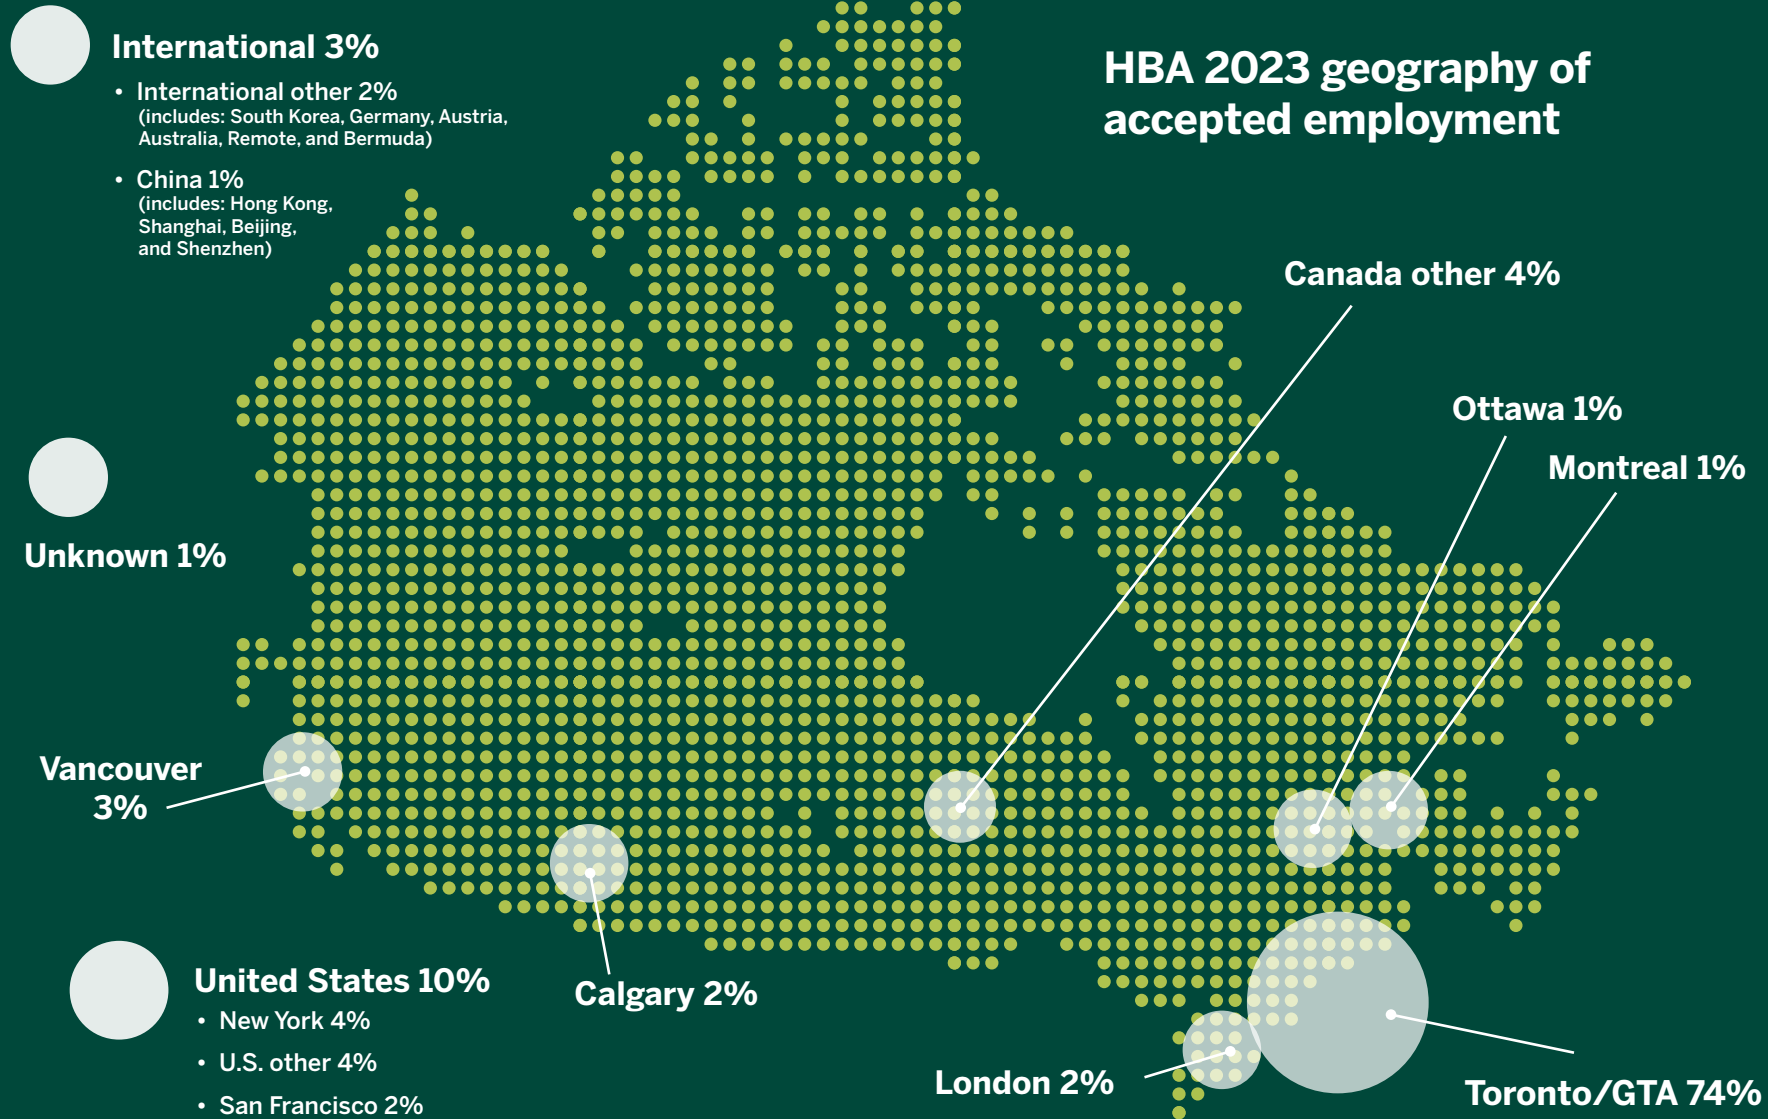 HBA 2023 geography of
accepted employment
International 3%
• International other 2%
(includes: South Korea, Germany, Austria,
Australia, Remote, and Bermuda)
• China 1%
(includes: Hong Kong,
Shanghai, Beijing,
and Shenzhen)
Canada other 4%
Ottawa 1%
Montreal 1%
Unknown 1%
Vancouver
3%
United States 10%
• New York 4%
• U.S. other 4%
• San Francisco 2%
Calgary 2%
London 2%
Toronto/GTA 74%